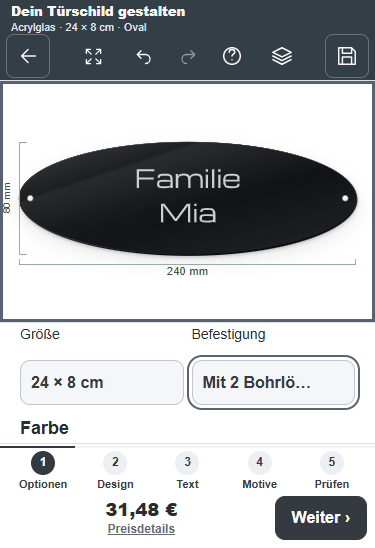 Dein Türschild gestalten
Acrylglas · 24 × 8 cm · Oval
Familie
Mia
80 mm
240 mm
Größe
Befestigung
24 × 8 cm
Mit 2 Bohrlö…
Farbe
1
2
3
4
5
Optionen
Design
Text
Motive
Prüfen
31,48 €
Preisdetails
Weiter ›